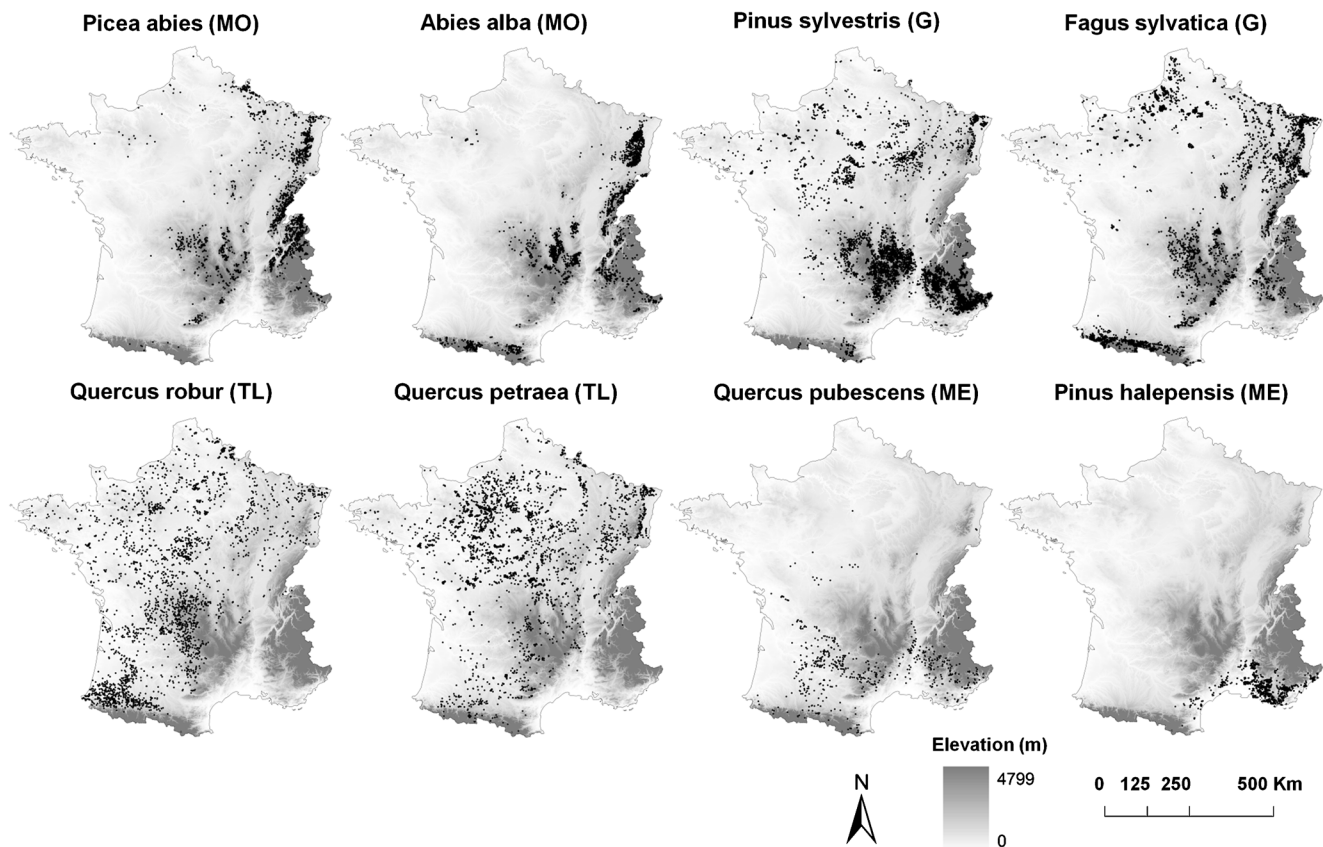 Picea abies (MO)
Abies alba (MO)
Pinus sylvestris (G)
Fagus sylvatica (G)
Quercus robur (TL)
Quercus petraea (TL)
Quercus pubescens (ME)
Pinus halepensis (ME)
Elevation (m)
4799
0
N
0 125 250 500 Km